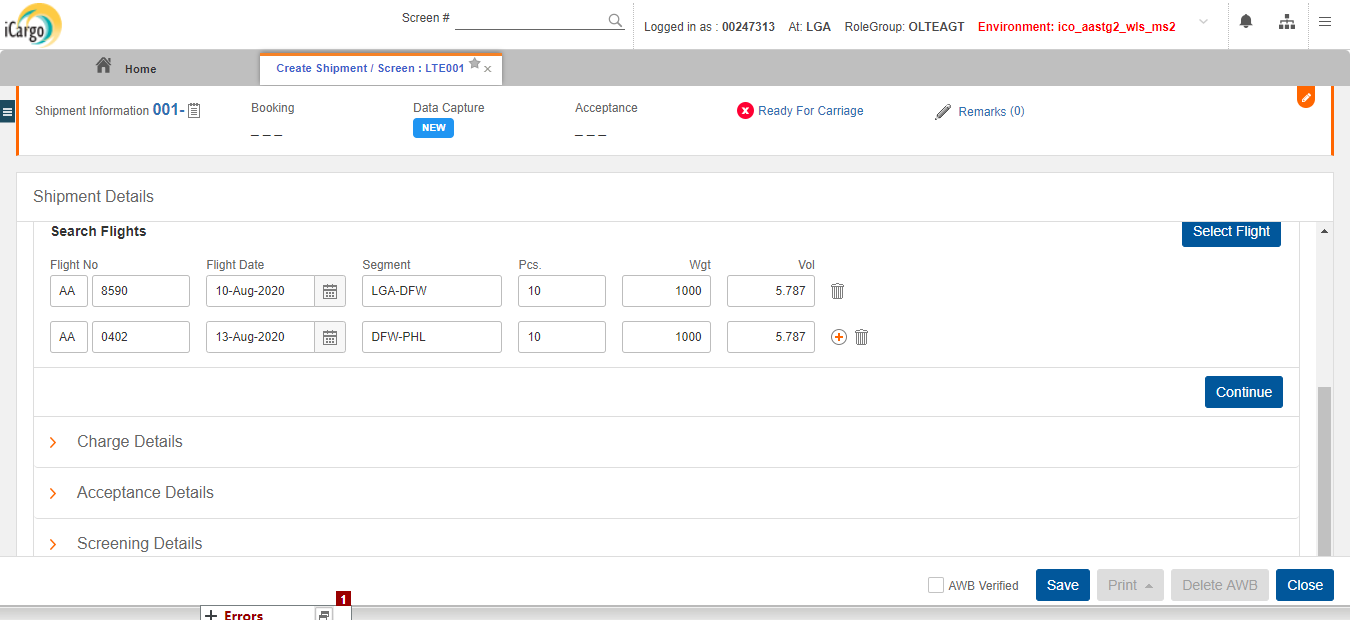 iCargo
Screen #
Logged in as : 00247313 At: LGA RoleGroup: OLTEAGT Environment: ico_aastg2_wls_ms2
Home
Create Shipment / Screen : LTE001
Shipment Information 001-
Booking
Data Capture
Acceptance
Ready For Carriage
Remarks (0)
_ _ _
NEW
_ _ _
Shipment Details
Search Flights
Select Flight
Flight No Flight Date Segment Pcs. Wgt Vol
AA 8590 10-Aug-2020 LGA-DFW 10 1000 5.787
AA 0402 13-Aug-2020 DFW-PHL 10 1000 5.787
Continue
Charge Details
Acceptance Details
Screening Details
AWB Verified Save Print Delete AWB Close
1
Errors